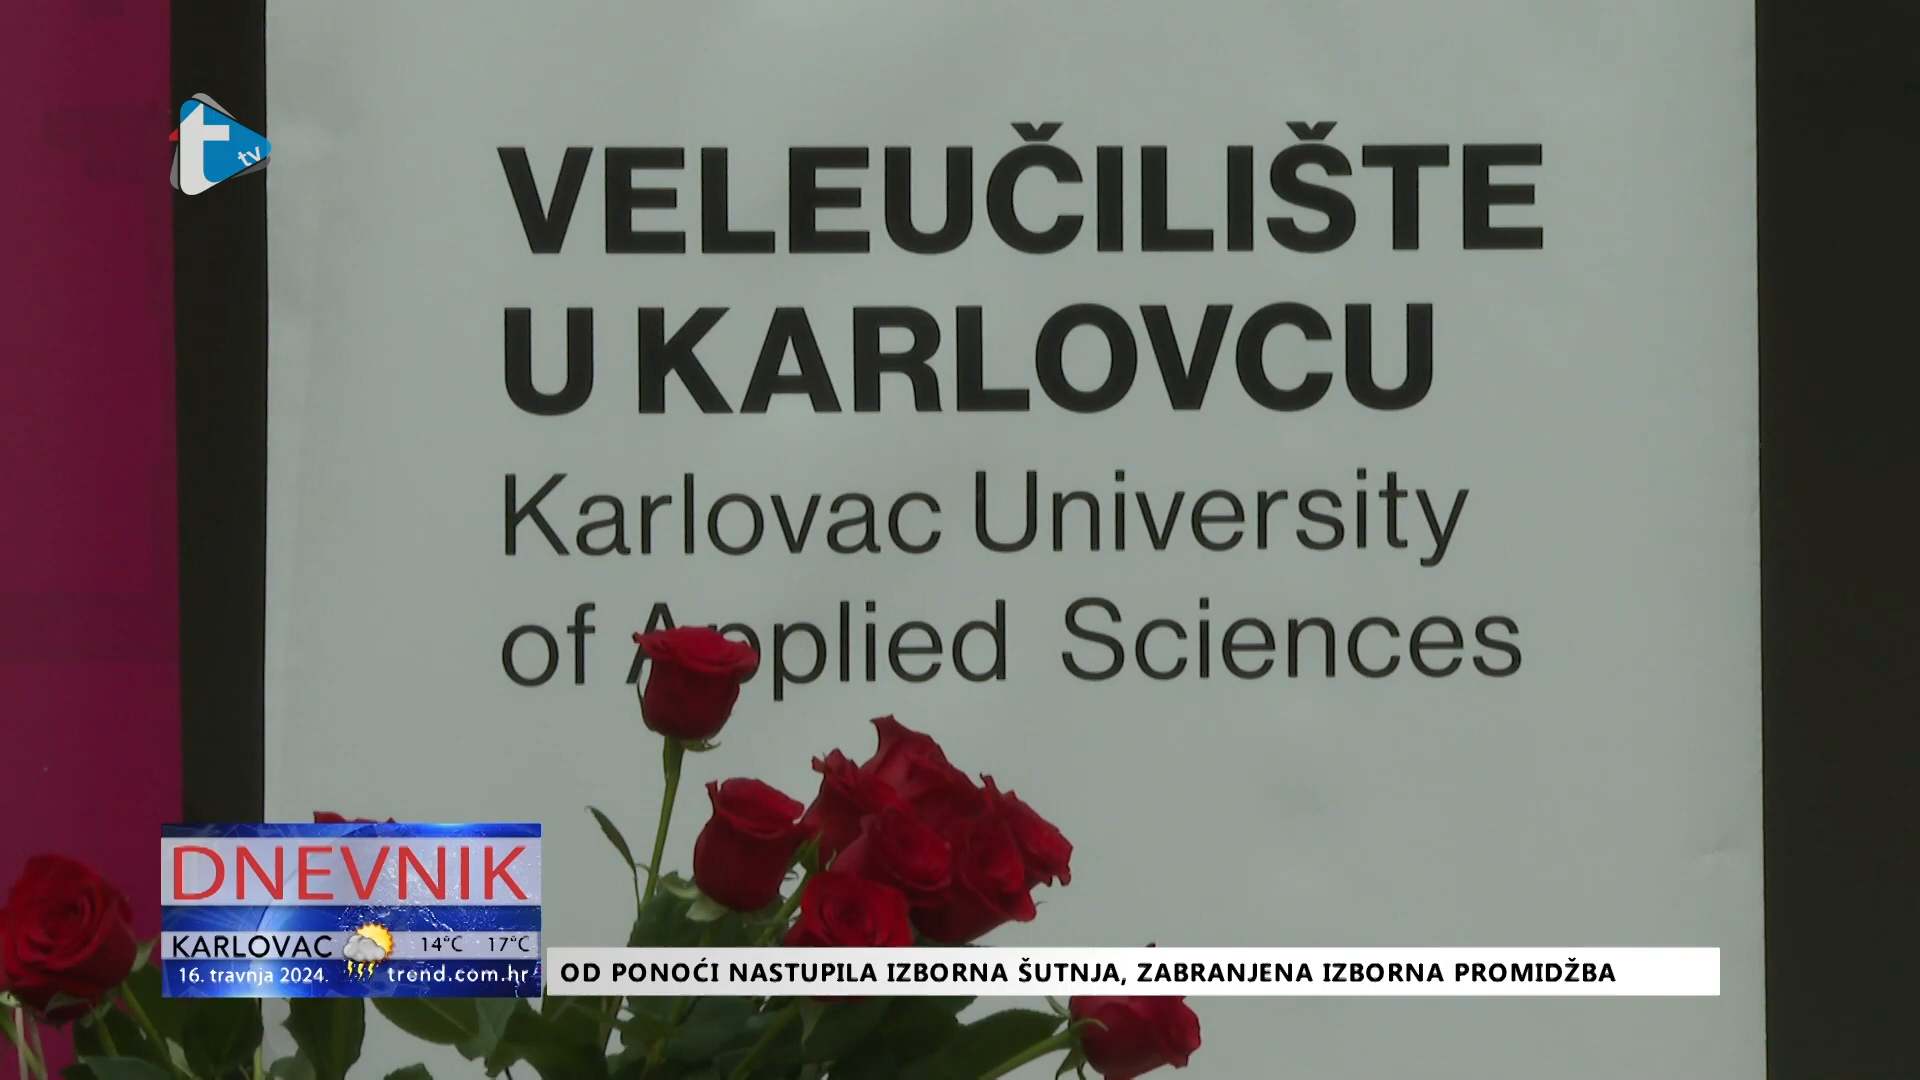 t tv
VELEUČILIŠTE
U KARLOVCU
Karlovac University
of Applied Sciences
DNEVNIK
KARLOVAC 14°C 17°C
16. travnja 2024. trend.com.hr
OD PONOĆI NASTUPILA IZBORNA ŠUTNJA, ZABRANJENA IZBORNA PROMIDŽBA